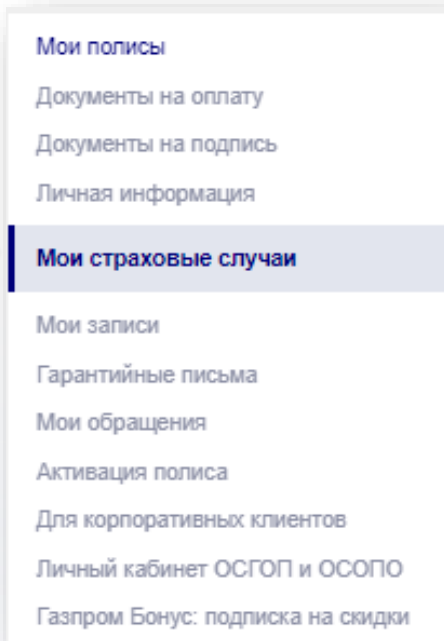 Мои полисы
Документы на оплату
Документы на подпись
Личная информация
Мои страховые случаи
Мои записи
Гарантийные письма
Мои обращения
Активация полиса
Для корпоративных клиентов
Личный кабинет ОСГОП и ОСОПО
Газпром Бонус: подписка на скидки